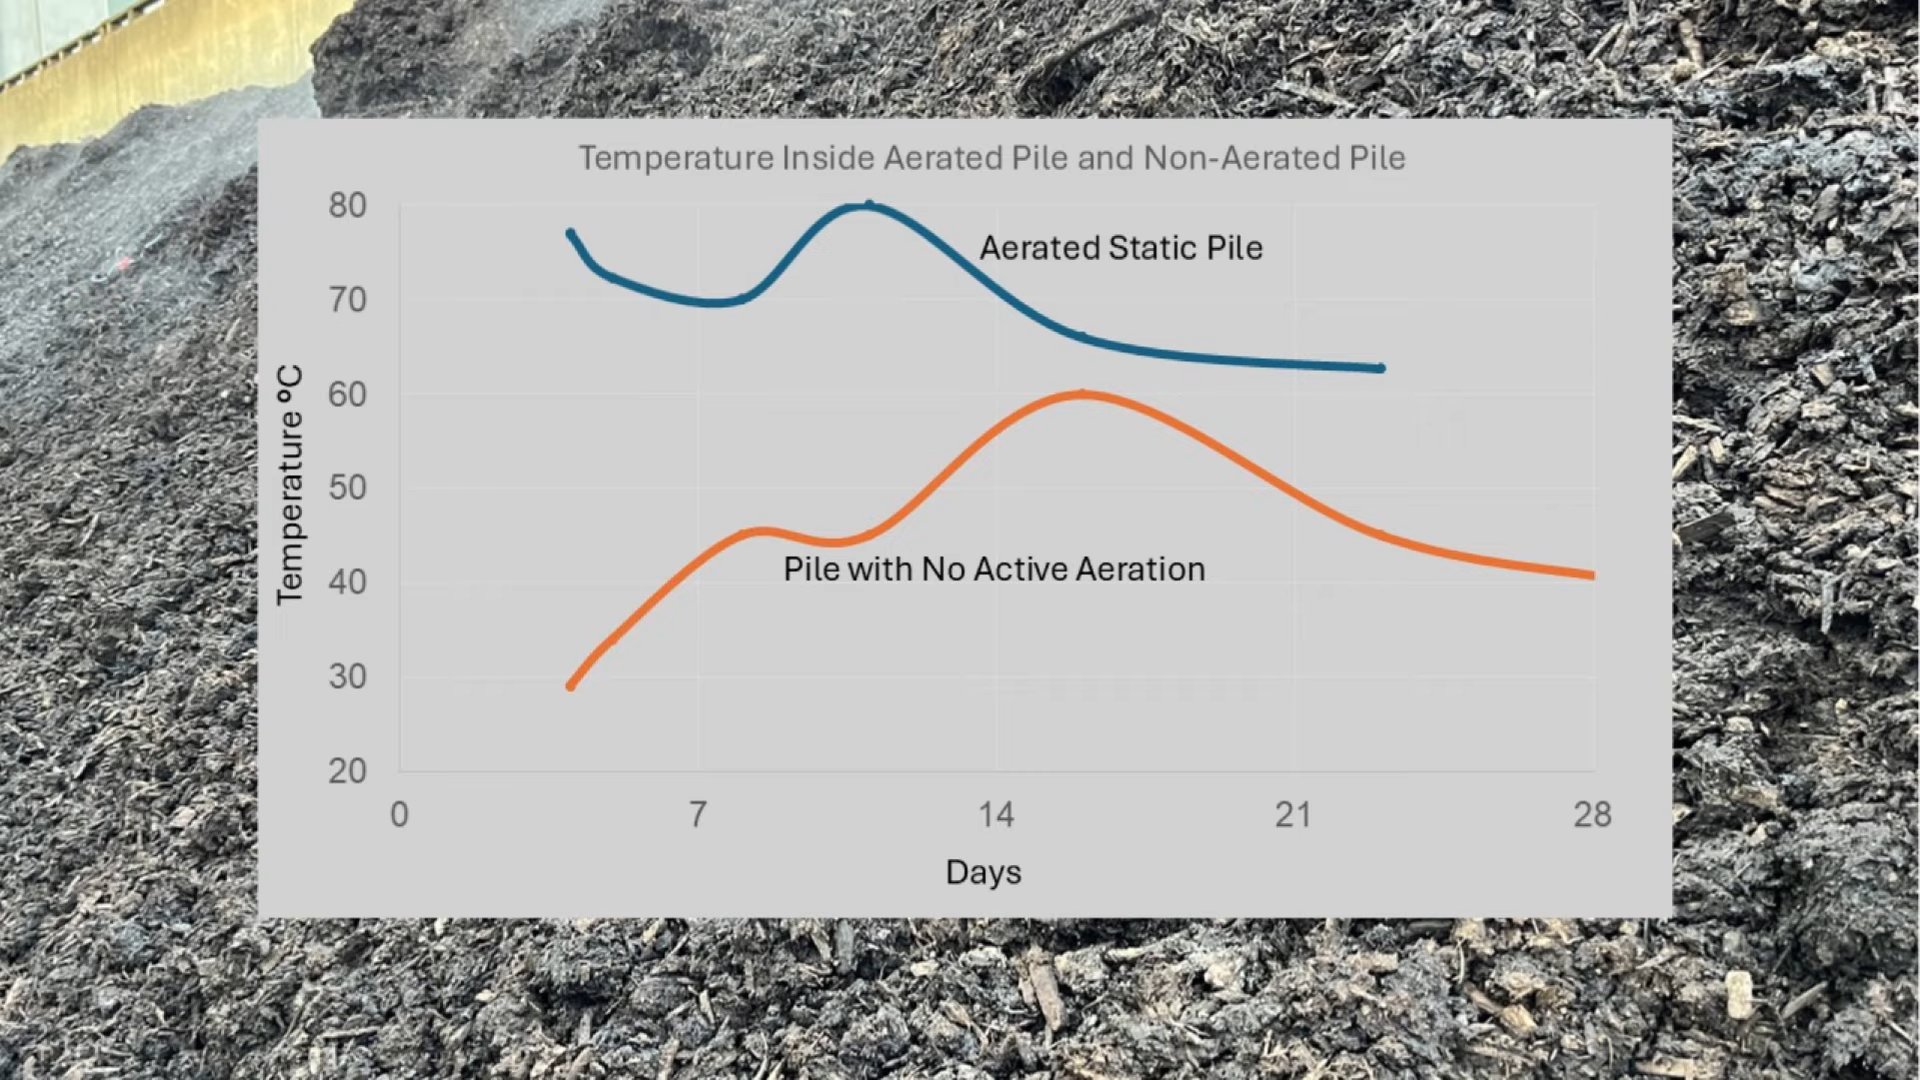 Temperature Inside Aerated Pile and Non-Aerated Pile
80
70
60
50
40
30
20
Temperature ºC
Aerated Static Pile
Pile with No Active Aeration
0 7 14 21 28
Days